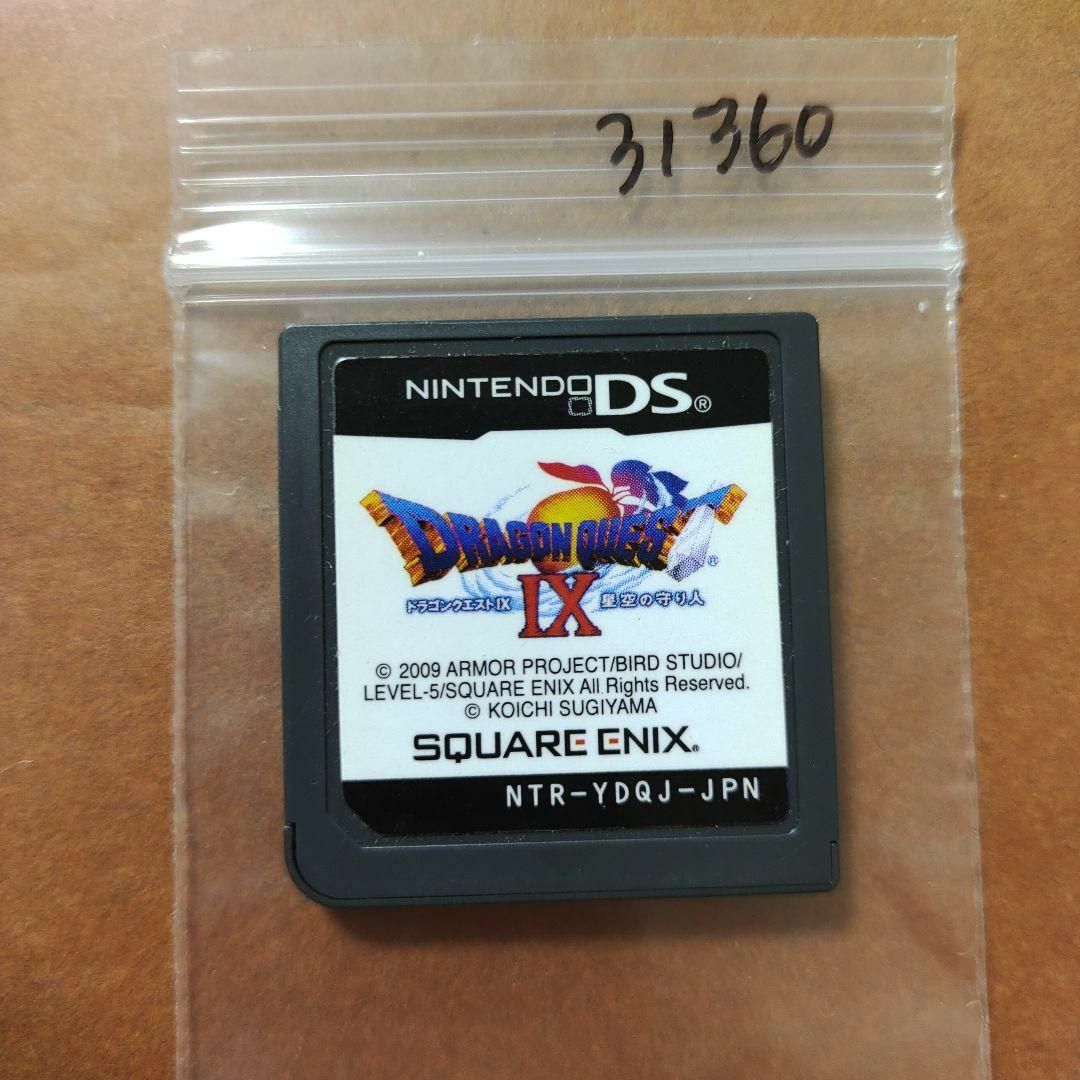 31360
NINTENDO DS®
DRAGON QUEST
®
IX
ドラゴンクエストIX 星空の守り人
© 2009 ARMOR PROJECT/BIRD STUDIO/
LEVEL-5/SQUARE ENIX All Rights Reserved.
© KOICHI SUGIYAMA
SQUARE ENIX®
NTR-YDQJ-JPN